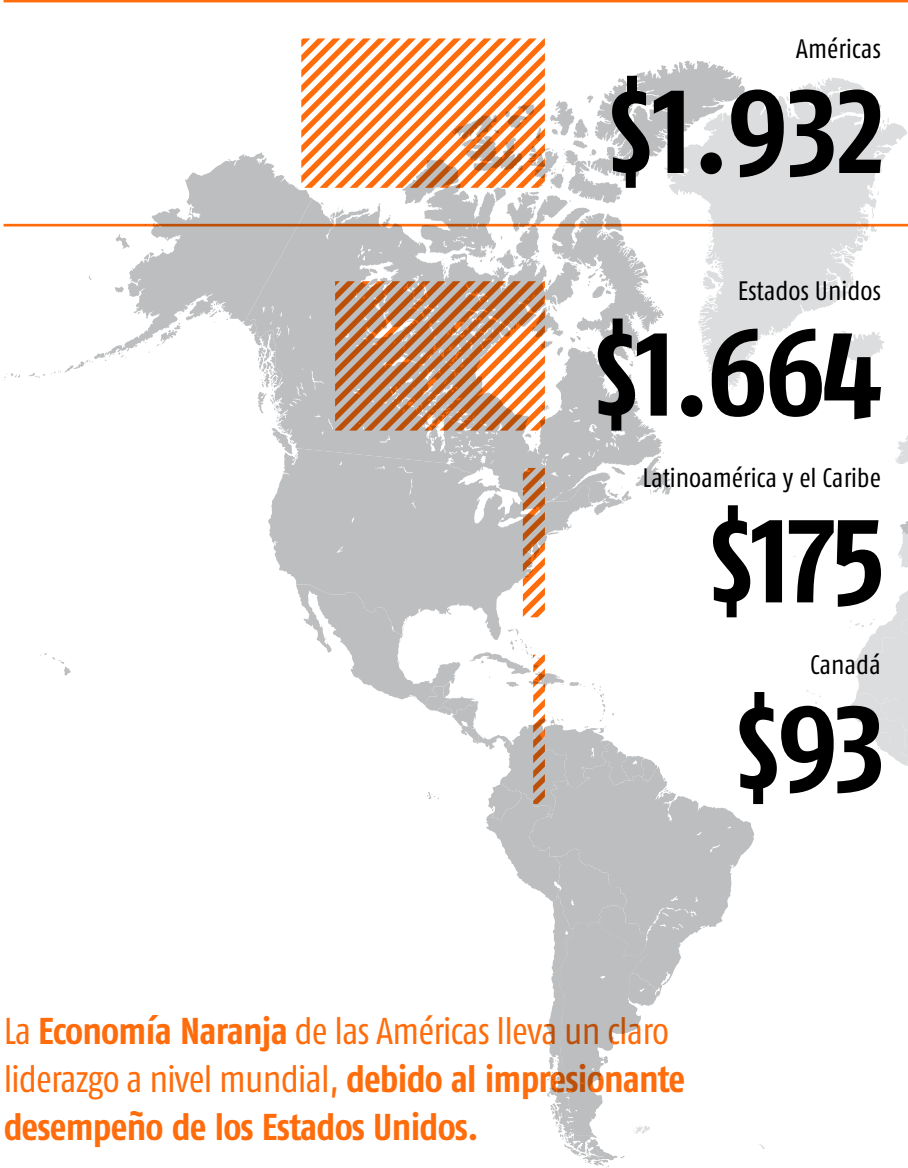 Américas
$1.932
Estados Unidos
$1.664
Latinoamérica y el Caribe
$175
Canadá
$93
La Economía Naranja de las Américas lleva un claro
liderazgo a nivel mundial, debido al impresionante
desempeño de los Estados Unidos.